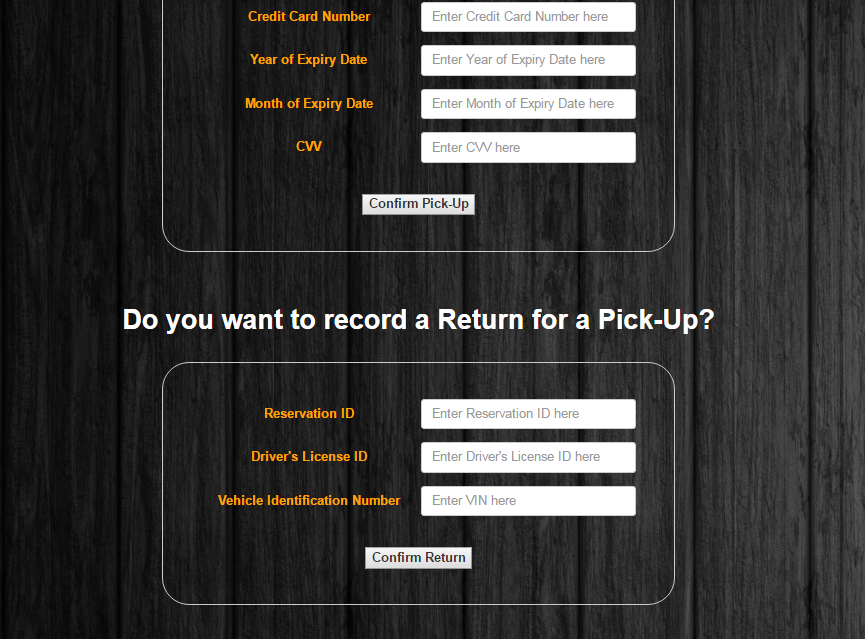 Credit Card Number Enter Credit Card Number here
Year of Expiry Date Enter Year of Expiry Date here
Month of Expiry Date Enter Month of Expiry Date here
CVV Enter CVV here
Confirm Pick-Up
Do you want to record a Return for a Pick-Up?
Reservation ID Enter Reservation ID here
Driver's License ID Enter Driver's License ID here
Vehicle Identification Number Enter VIN here
Confirm Return